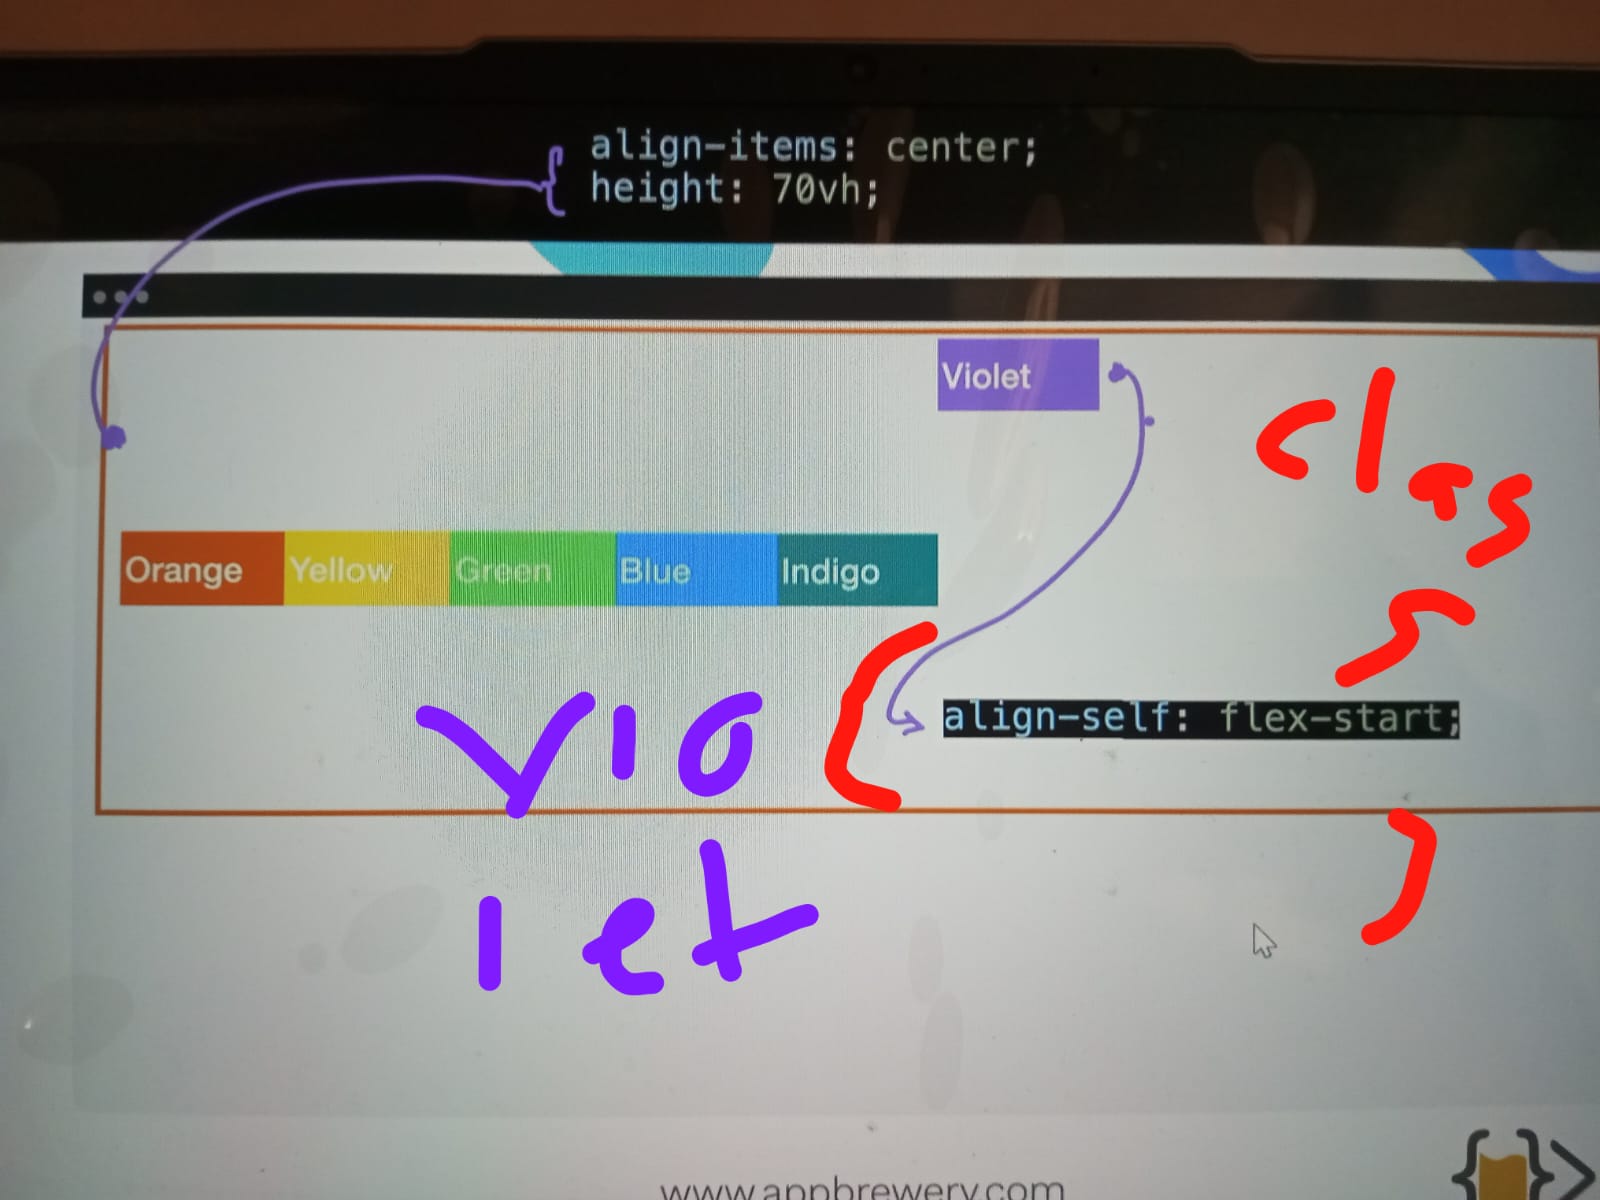 align-items: center;
height: 70vh;
Violet
clas
s
Orange Yellow Green Blue Indigo
align-self: flex-start;
vio
let
www.appbrewery.com